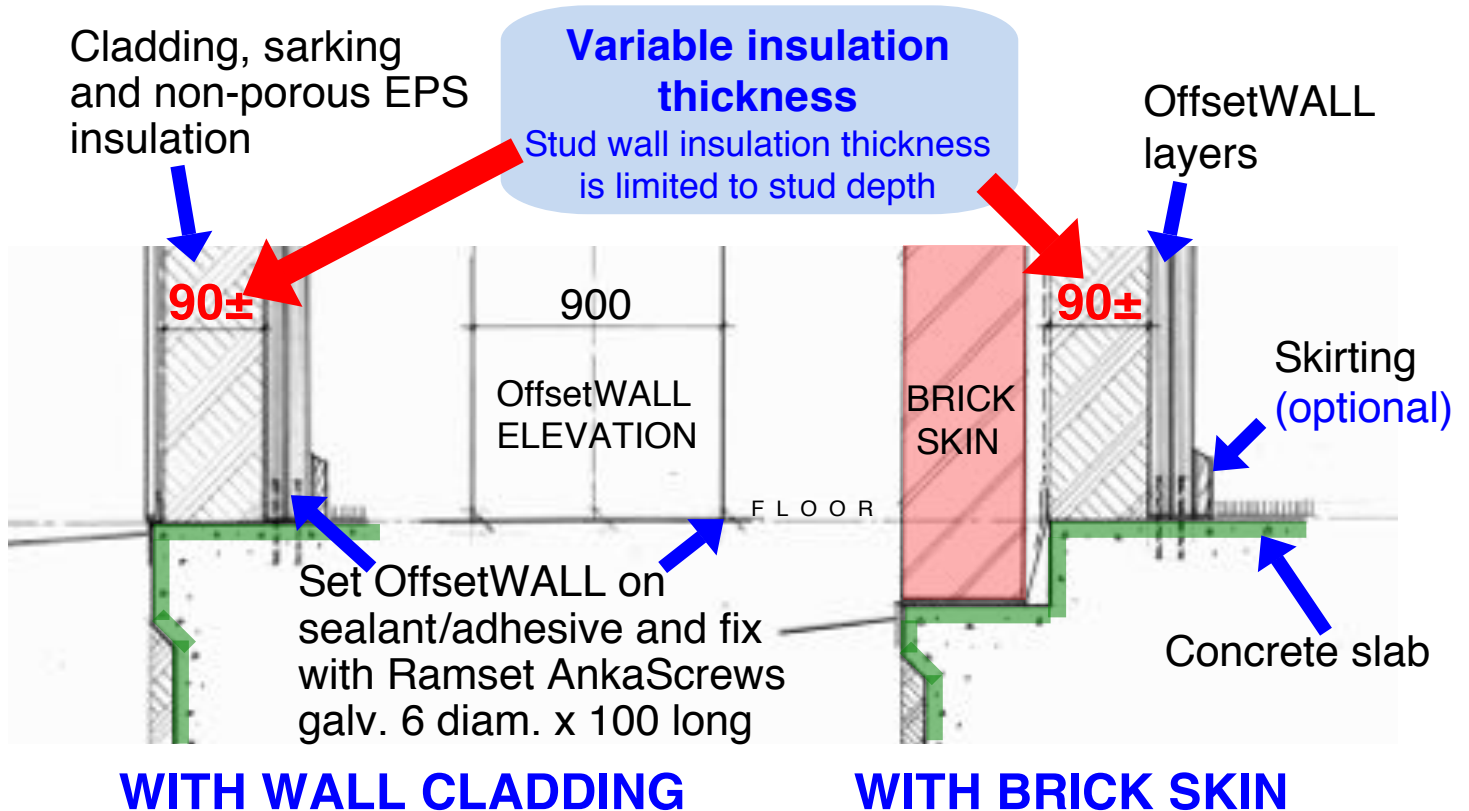 Cladding, sarking
and non-porous EPS
insulation
Variable insulation
thickness
Stud wall insulation thickness
is limited to stud depth
OffsetWALL
layers
90±
900
90±
OffsetWALL
ELEVATION
BRICK
SKIN
Skirting
(optional)
FLOOR
Set OffsetWALL on
sealant/adhesive and fix
with Ramset AnkaScrews
galv. 6 diam. x 100 long
Concrete slab
WITH WALL CLADDING
WITH BRICK SKIN